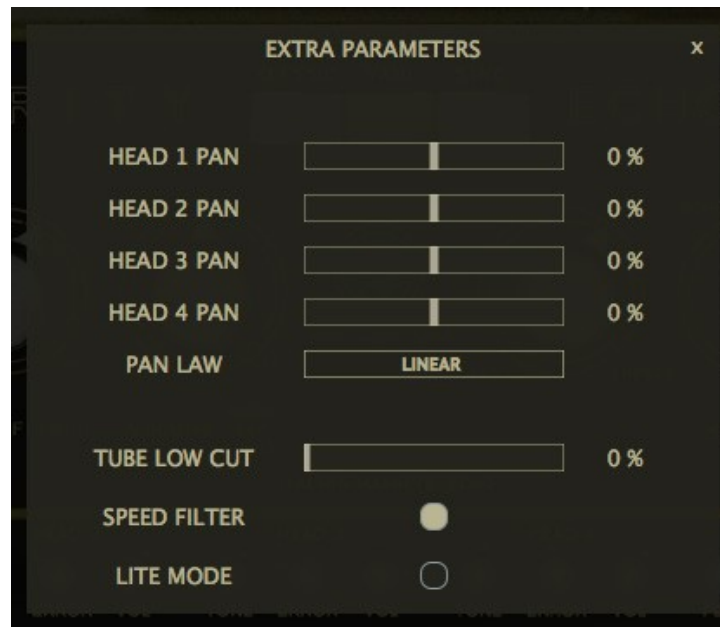 EXTRA PARAMETERS x
HEAD 1 PAN 0 %
HEAD 2 PAN 0 %
HEAD 3 PAN 0 %
HEAD 4 PAN 0 %
PAN LAW LINEAR
TUBE LOW CUT 0 %
SPEED FILTER
LITE MODE